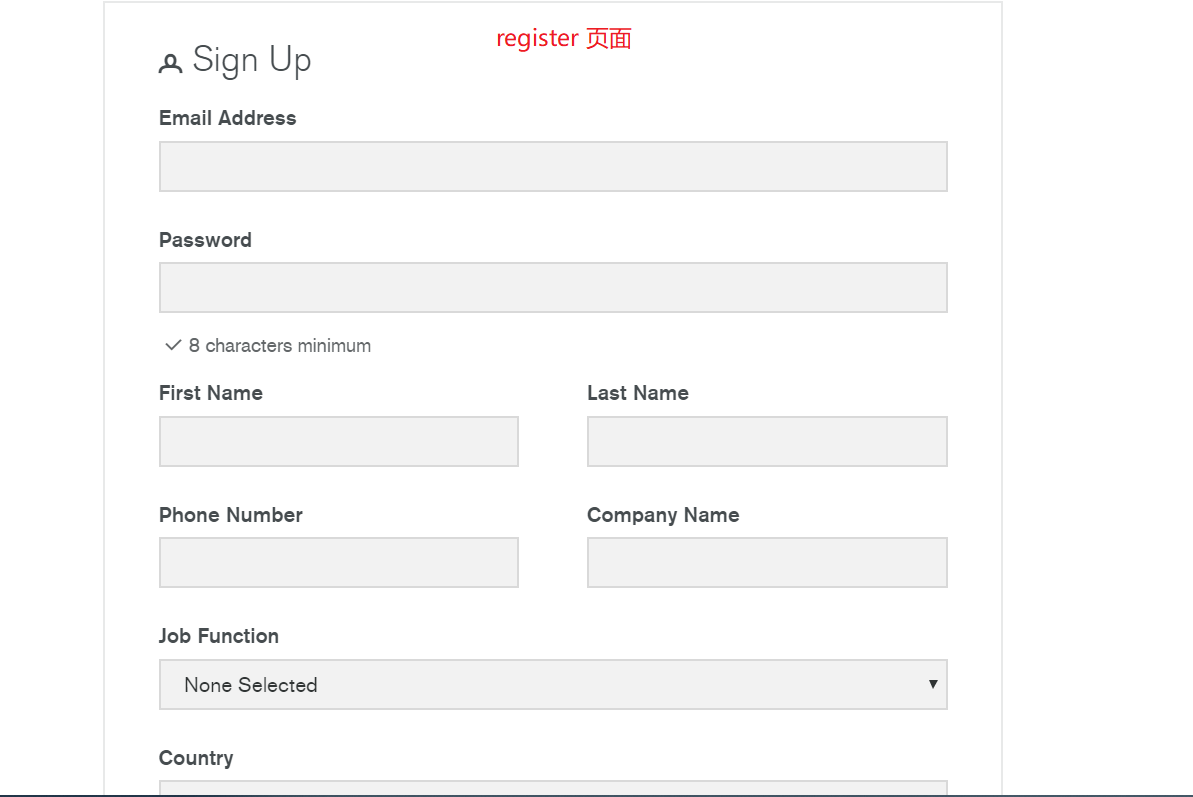 register 页面
Sign Up
Email Address
Password
8 characters minimum
First Name
Last Name
Phone Number
Company Name
Job Function
None Selected
Country